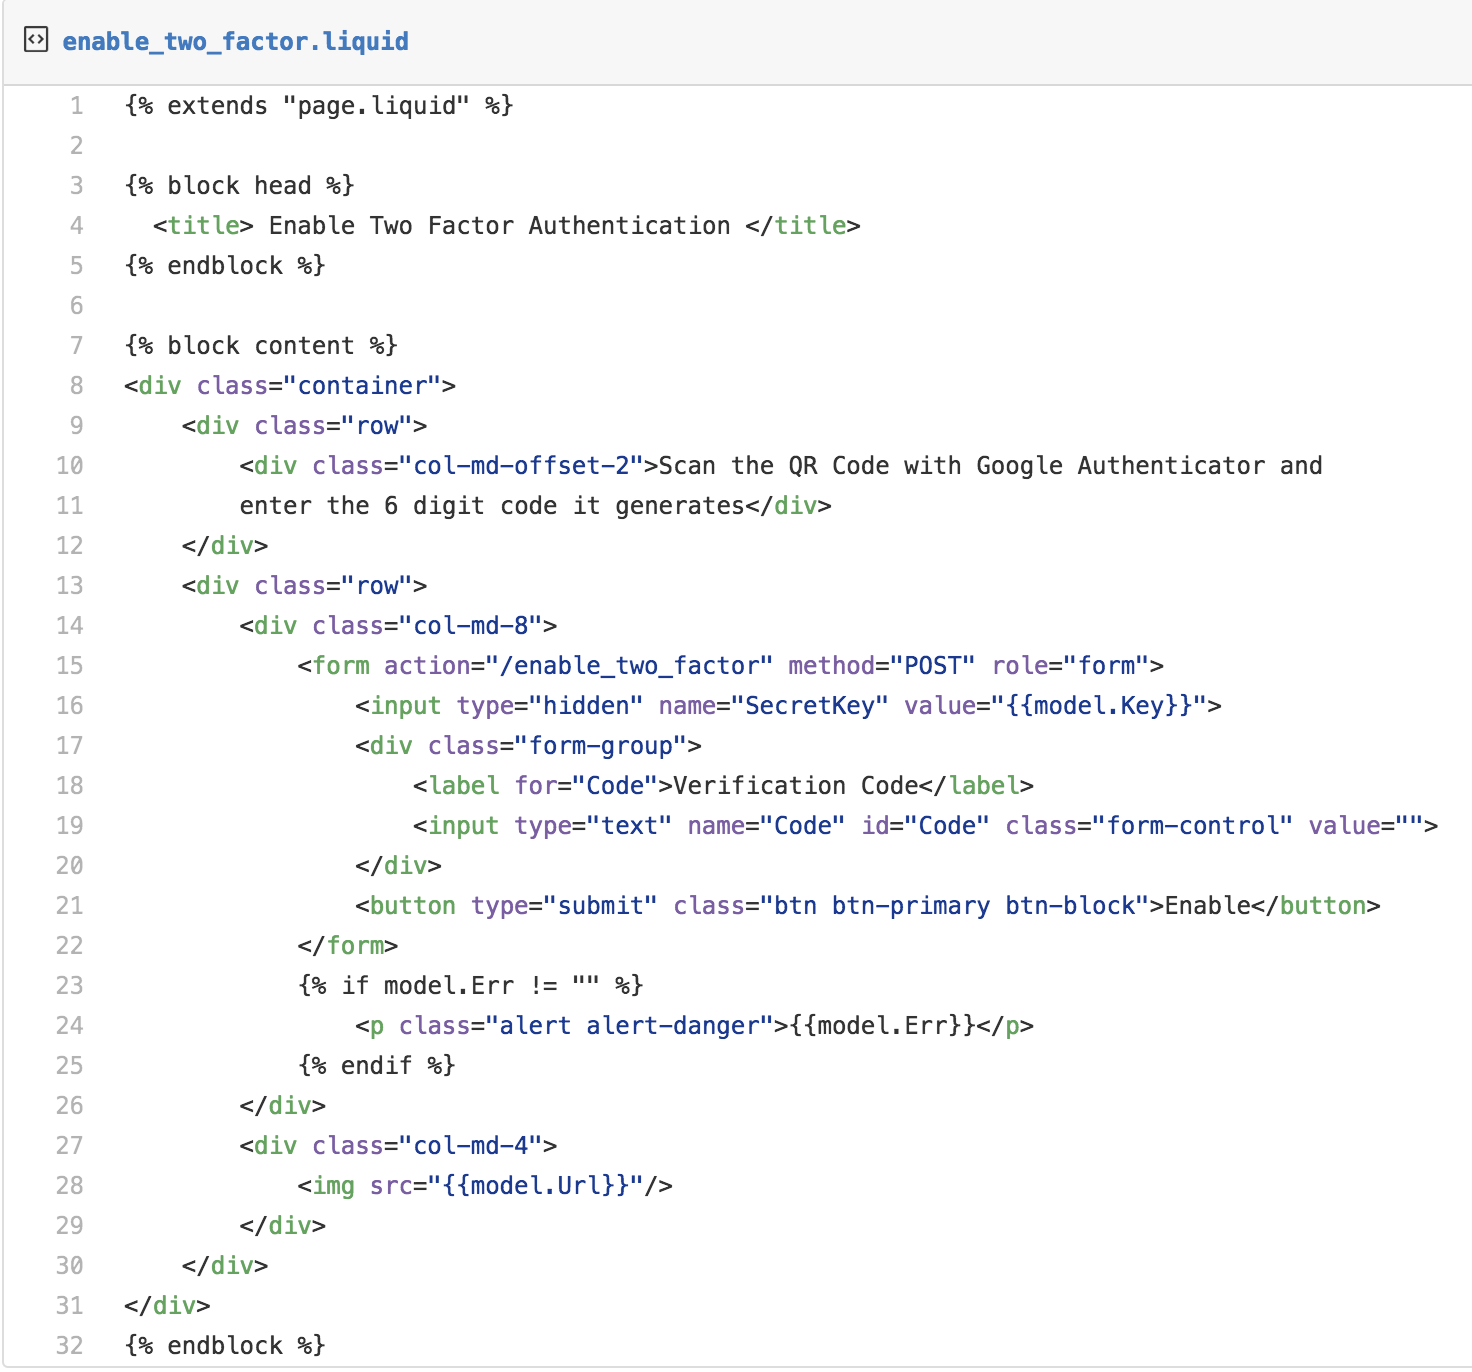 enable_two_factor.liquid
1 {% extends "page.liquid" %}
2
3 {% block head %}
4   <title> Enable Two Factor Authentication </title>
5 {% endblock %}
6
7 {% block content %}
8 <div class="container">
9     <div class="row">
10         <div class="col-md-offset-2">Scan the QR Code with Google Authenticator and
11         enter the 6 digit code it generates</div>
12     </div>
13     <div class="row">
14         <div class="col-md-8">
15             <form action="/enable_two_factor" method="POST" role="form">
16                 <input type="hidden" name="SecretKey" value="{{model.Key}}">
17                 <div class="form-group">
18                     <label for="Code">Verification Code</label>
19                     <input type="text" name="Code" id="Code" class="form-control" value="">
20                 </div>
21                 <button type="submit" class="btn btn-primary btn-block">Enable</button>
22             </form>
23             {% if model.Err != "" %}
24                 <p class="alert alert-danger">{{model.Err}}</p>
25             {% endif %}
26         </div>
27         <div class="col-md-4">
28             <img src="{{model.Url}}"/>
29         </div>
30     </div>
31 </div>
32 {% endblock %}